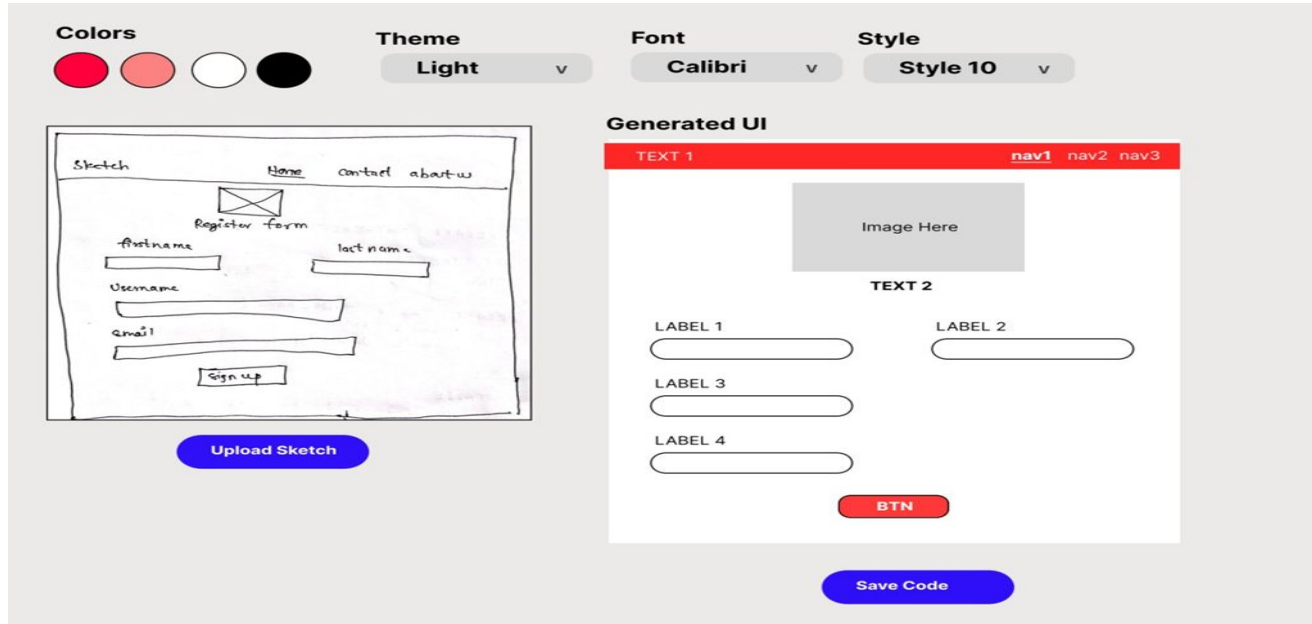 Colors
Theme
Font
Style
Light v
Calibri v
Style 10 v
Sketch Home contact about us
Register form
firstname last name
Username
email
Sign up
Upload Sketch
Generated UI
TEXT 1 nav1 nav2 nav3
Image Here
TEXT 2
LABEL 1 LABEL 2
LABEL 3
LABEL 4
BTN
Save Code